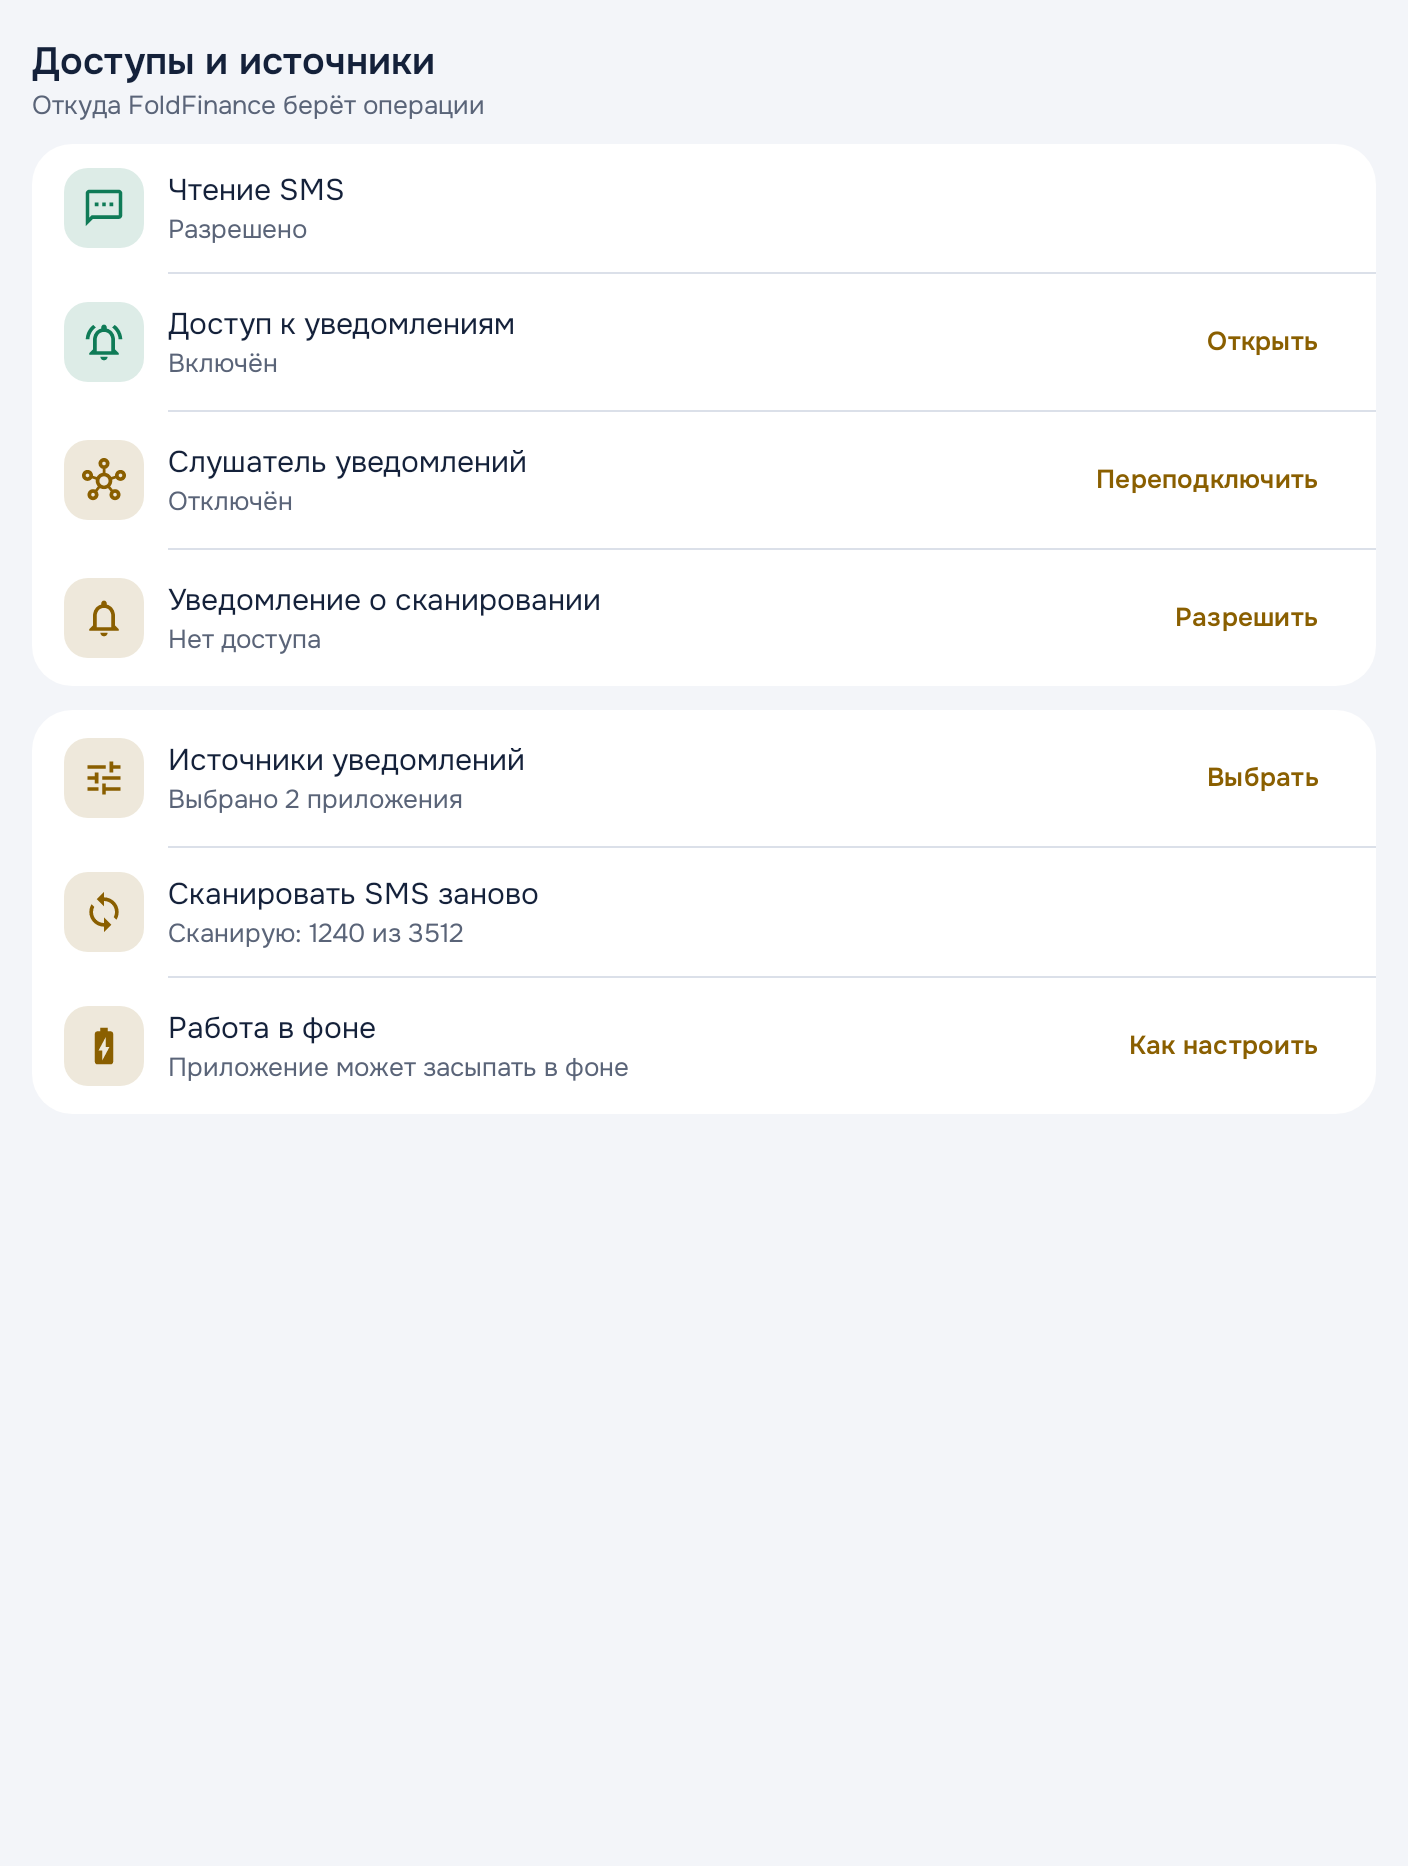 Доступы и источники
Откуда FoldFinance берёт операции
Чтение SMS
Разрешено
Доступ к уведомлениям
Включён
Открыть
Слушатель уведомлений
Отключён
Переподключить
Уведомление о сканировании
Нет доступа
Разрешить
Источники уведомлений
Выбрано 2 приложения
Выбрать
Сканировать SMS заново
Сканирую: 1240 из 3512
Работа в фоне
Приложение может засыпать в фоне
Как настроить